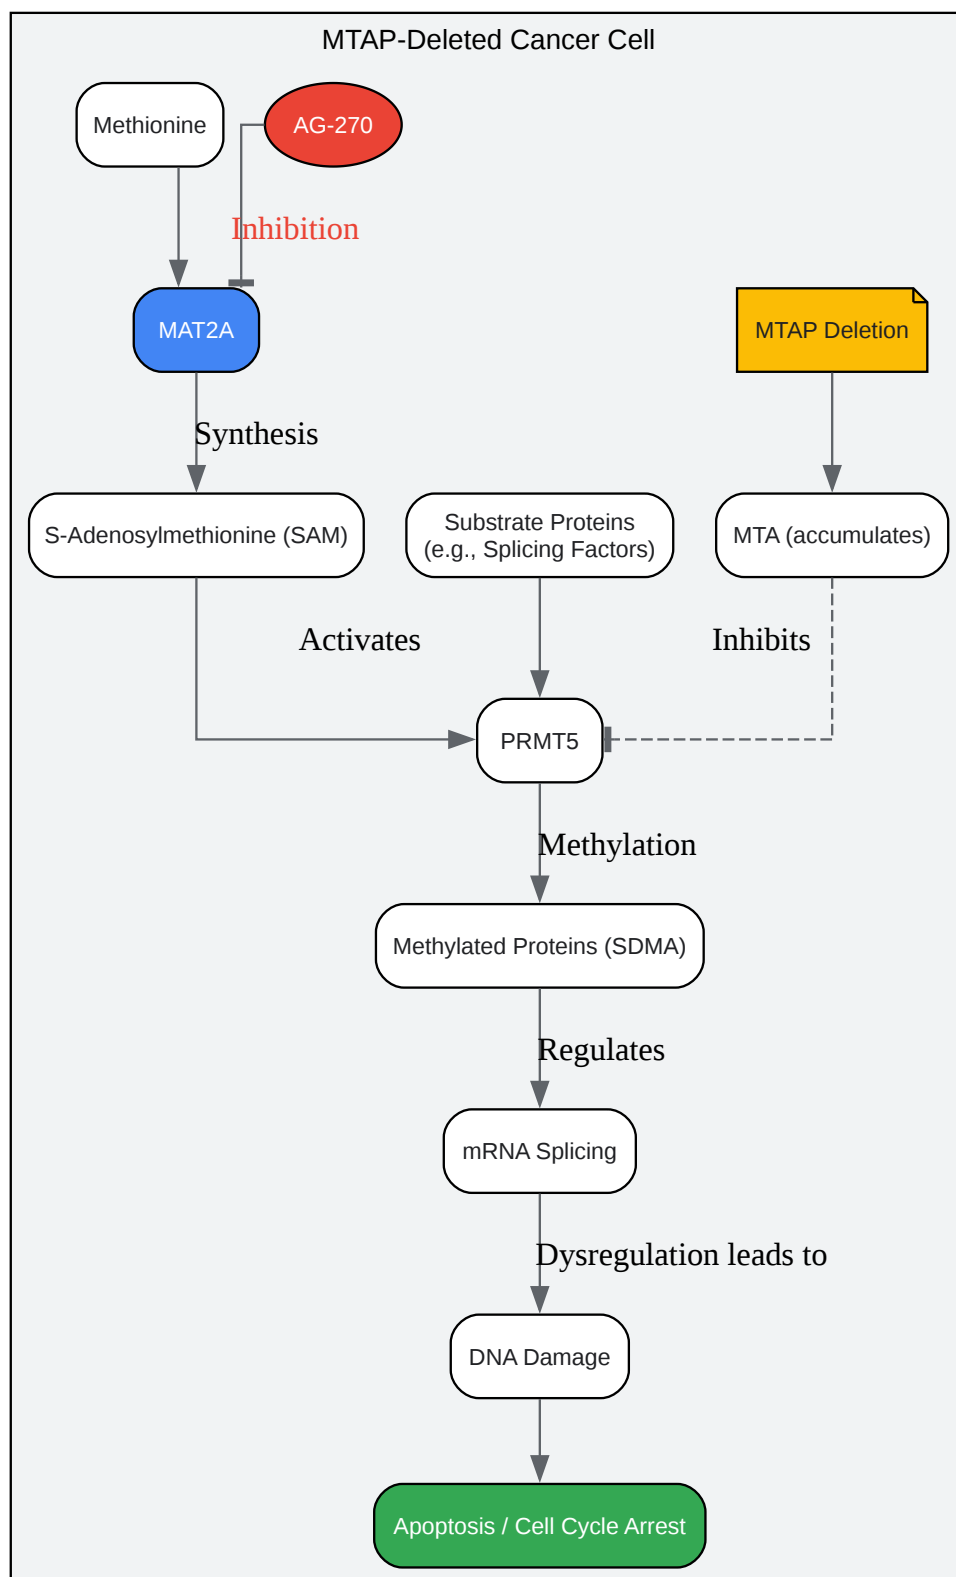 MTAP-Deleted Cancer Cell
Methionine
AG-270
Inhibition
MAT2A
MTAP Deletion
Synthesis
S-Adenosylmethionine (SAM)
Substrate Proteins
(e.g., Splicing Factors)
MTA (accumulates)
Activates
Inhibits
PRMT5
Methylation
Methylated Proteins (SDMA)
Regulates
mRNA Splicing
Dysregulation leads to
DNA Damage
Apoptosis / Cell Cycle Arrest